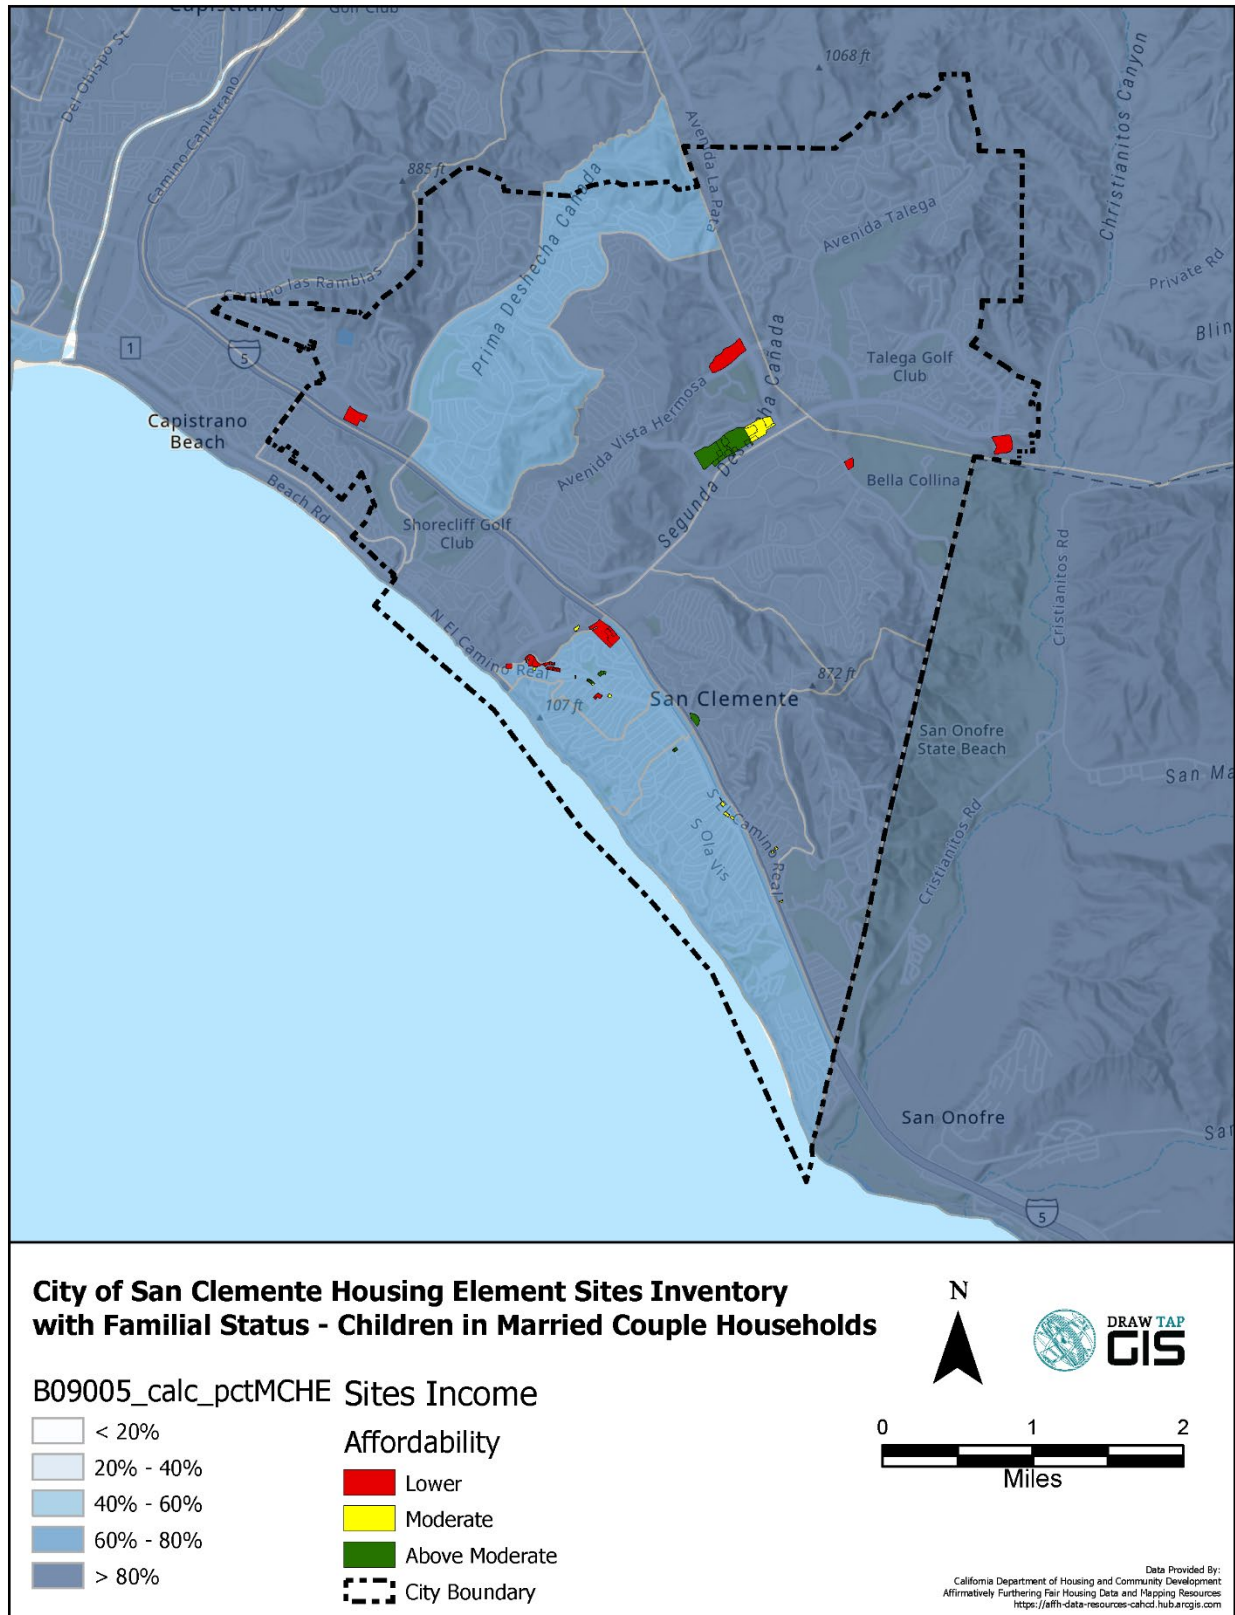 Capistrano
Golf Club
Del Obispo St
Camino Capistrano
1068 ft
Christianitos Canyon
Avenida La Pata
885 ft
Prima Deshecha Cañada
Avenida Talega
Private Rd
Camino las Ramblas
1
5
Blin
Talega Golf
Club
Segunda Deshecha Cañada
Avenida Vista Hermosa
Capistrano
Beach
Bella Collina
Beach Rd
Shorecliff Golf
Club
Cristianitos Rd
N El Camino Real
872 ft
San Clemente
107 ft
San Onofre
State Beach
San Ma
S El Camino Real
S Ola Vis
Cristianitos Rd
San Onofre
San
5
City of San Clemente Housing Element Sites Inventory
with Familial Status - Children in Married Couple Households
N
DRAW TAP
GIS
B09005_calc_pctMCHE
< 20%
20% - 40%
40% - 60%
60% - 80%
> 80%
Sites Income
Affordability
Lower
Moderate
Above Moderate
City Boundary
0 1 2
Miles
Data Provided By:
California Department of Housing and Community Development
Affirmatively Furthering Fair Housing Data and Mapping Resources
https://affh-data-resources-cahcd.hub.arcgis.com